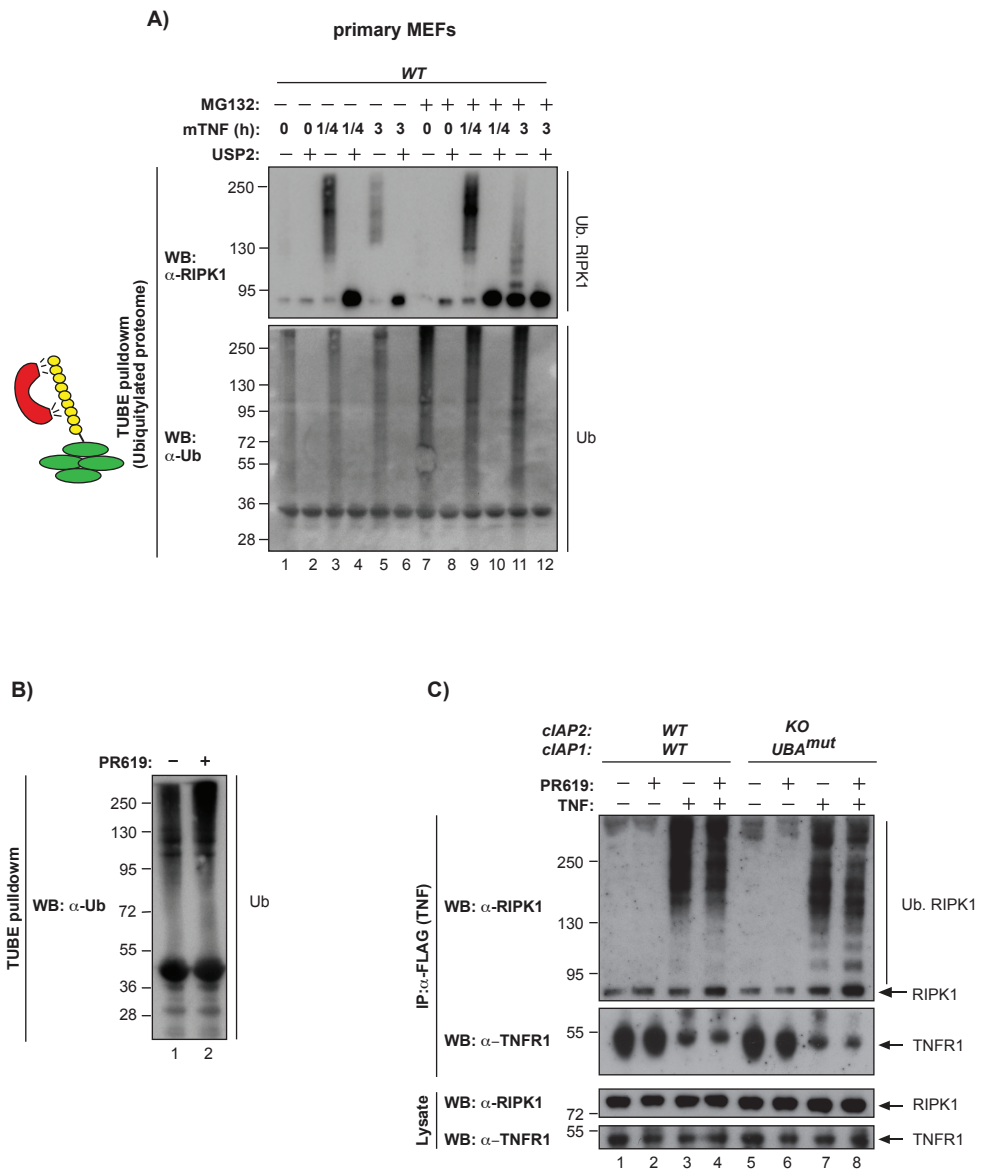 A)
primary MEFs
WT
MG132: – – – – – – + + + + + +
mTNF (h): 0 0 1/4 1/4 3 3 0 0 1/4 1/4 3 3
USP2: – + – + – + – + – + – +
TUBE pulldowm
(Ubiquitylated proteome)
WB:
α-RIPK1
250
130
95
Ub. RIPK1
WB:
α-Ub
250
130
95
72
55
36
28
Ub
1 2 3 4 5 6 7 8 9 10 11 12
B)
PR619: – +
TUBE pulldown
WB: α-Ub
250
130
95
72
55
36
28
Ub
1 2
C)
cIAP2: WT KO
cIAP1: WT UBAmut
PR619: – + – + – + – +
TNF: – – + + – – + +
IP:α-FLAG (TNF)
WB: α-RIPK1
250
130
95
Ub. RIPK1
RIPK1
WB: α–TNFR1
55
TNFR1
Lysate
WB: α-RIPK1
72
RIPK1
WB: α–TNFR1
55
TNFR1
1 2 3 4 5 6 7 8